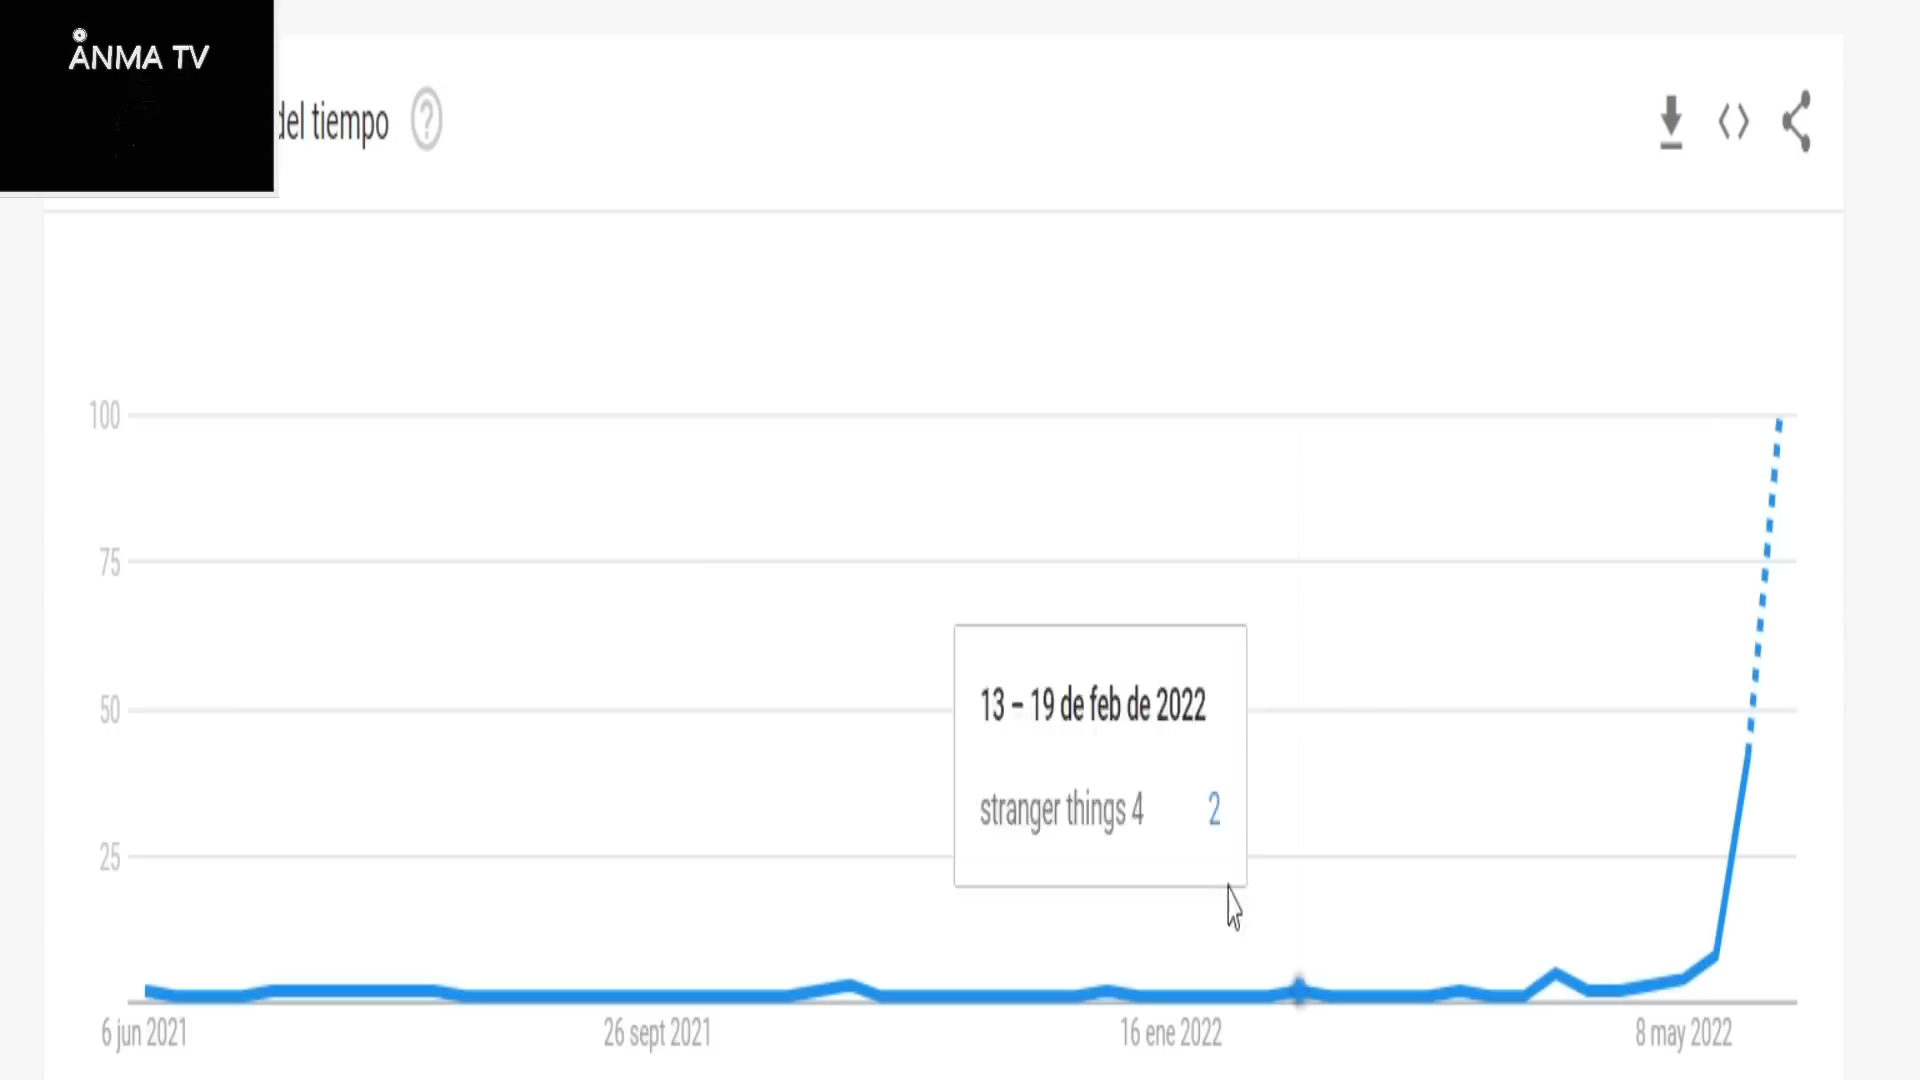 ÅNMA TV
del tiempo
100
75
50
25
13 – 19 de feb de 2022
stranger things 4 2
6 jun 2021 26 sept 2021 16 ene 2022 8 may 2022